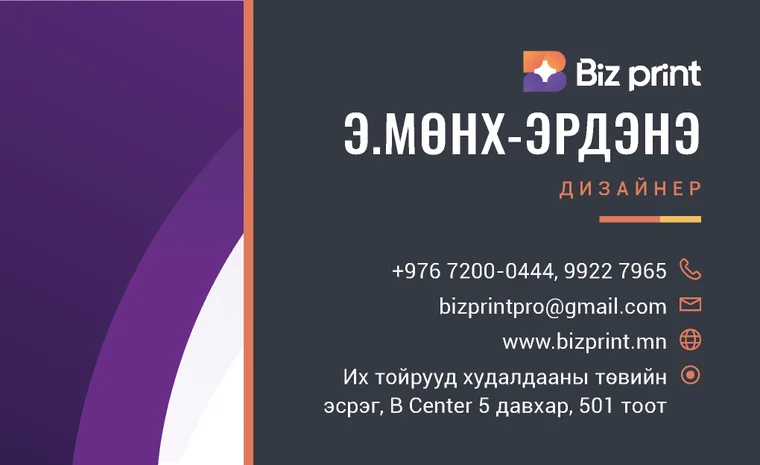 Biz print
Э.МӨНХ-ЭРДЭНЭ
ДИЗАЙНЕР
+976 7200-0444, 9922 7965
bizprintpro@gmail.com
www.bizprint.mn
Их тойрууд худалдааны төвийн
эсрэг, B Center 5 давхар, 501 тоот